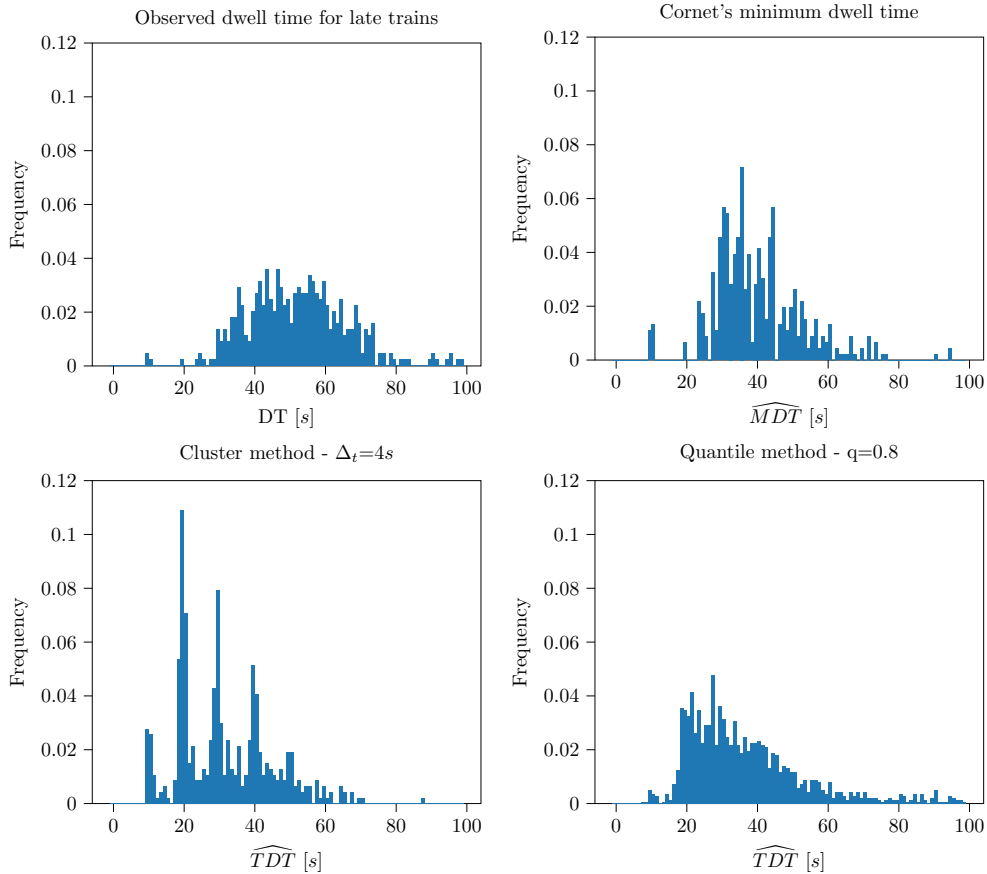 Observed dwell time for late trains
0.12
0.1
0.08
0.06
0.04
0.02
0
Frequency
0 20 40 60 80 100
DT [s]
Cornet's minimum dwell time
0.12
0.1
0.08
0.06
0.04
0.02
0
Frequency
0 20 40 60 80 100
$\widehat{MDT}$ [s]
Cluster method - Δ_t=4s
0.12
0.1
0.08
0.06
0.04
0.02
0
Frequency
0 20 40 60 80 100
$\widehat{TDT}$ [s]
Quantile method - q=0.8
0.12
0.1
0.08
0.06
0.04
0.02
0
Frequency
0 20 40 60 80 100
$\widehat{TDT}$ [s]